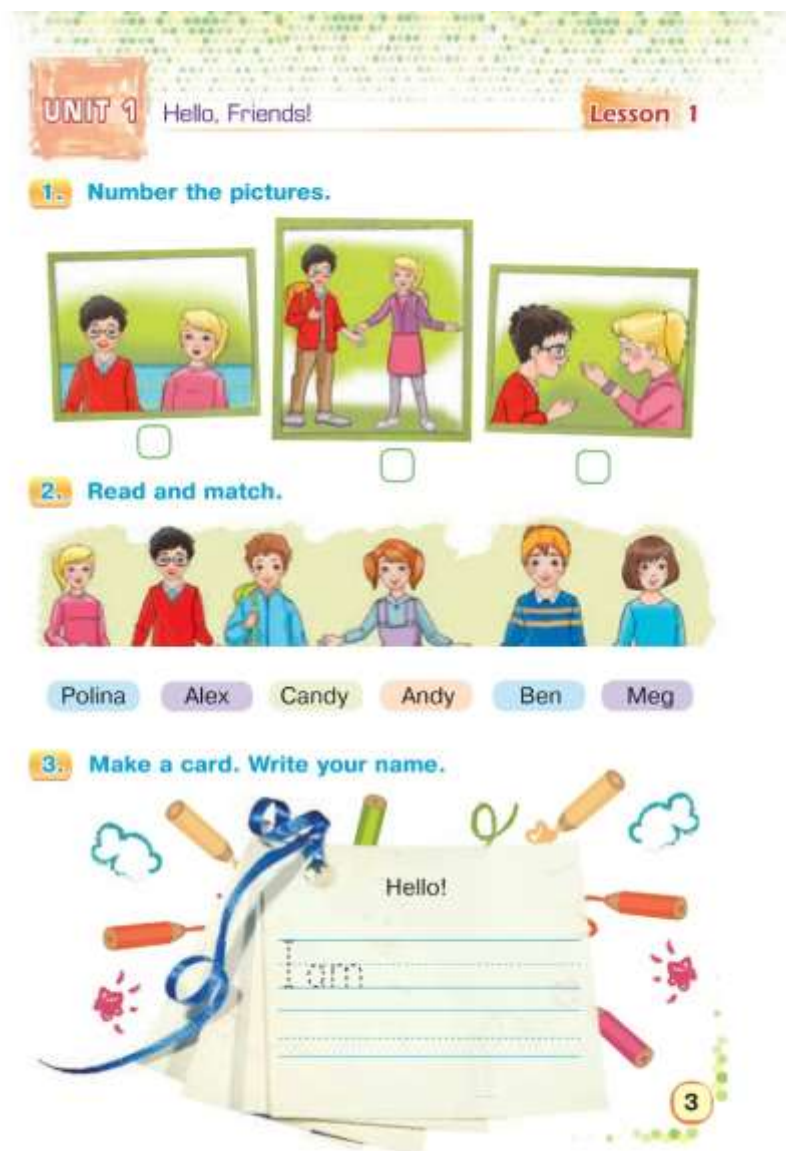 UNIT 1 Hello, Friends! Lesson 1
1. Number the pictures.
2. Read and match.
Polina Alex Candy Andy Ben Meg
3. Make a card. Write your name.
Hello!
I am
3